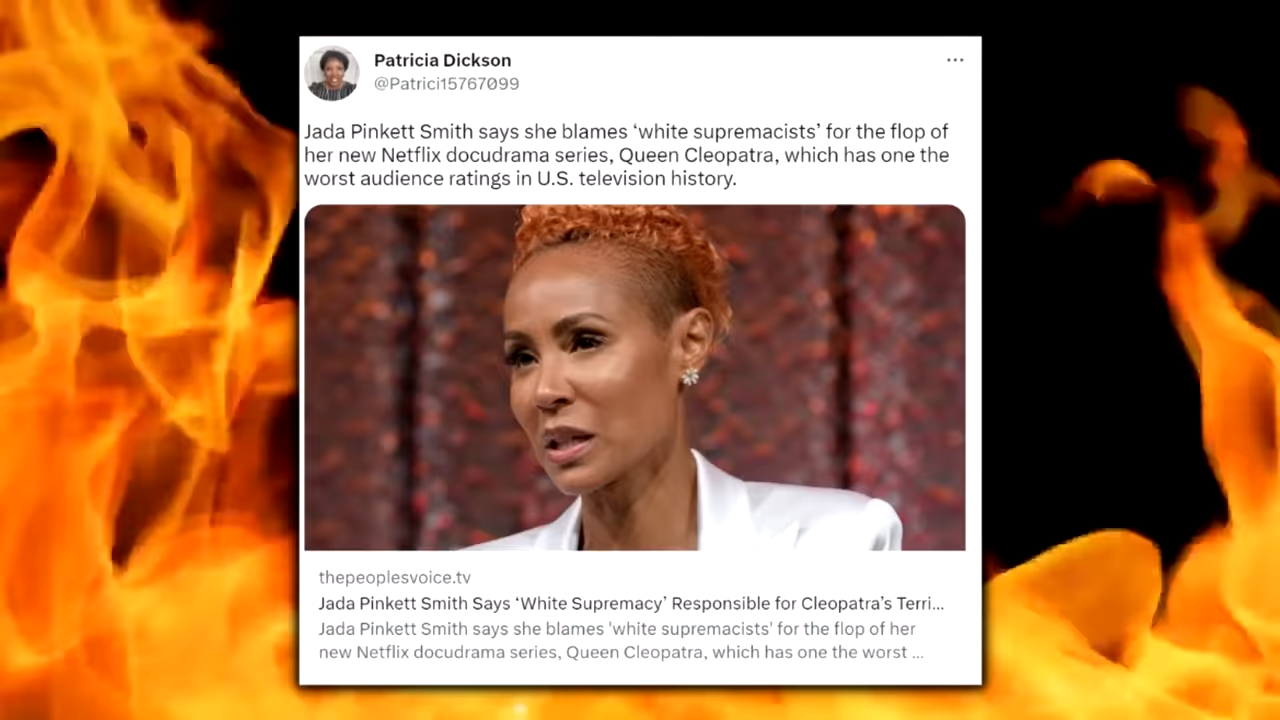 Patricia Dickson
@Patrici15767099
Jada Pinkett Smith says she blames ‘white supremacists’ for the flop of
her new Netflix docudrama series, Queen Cleopatra, which has one the
worst audience ratings in U.S. television history.
thepeoplesvoice.tv
Jada Pinkett Smith Says ‘White Supremacy’ Responsible for Cleopatra’s Terri...
Jada Pinkett Smith says she blames 'white supremacists' for the flop of her
new Netflix docudrama series, Queen Cleopatra, which has one the worst ...